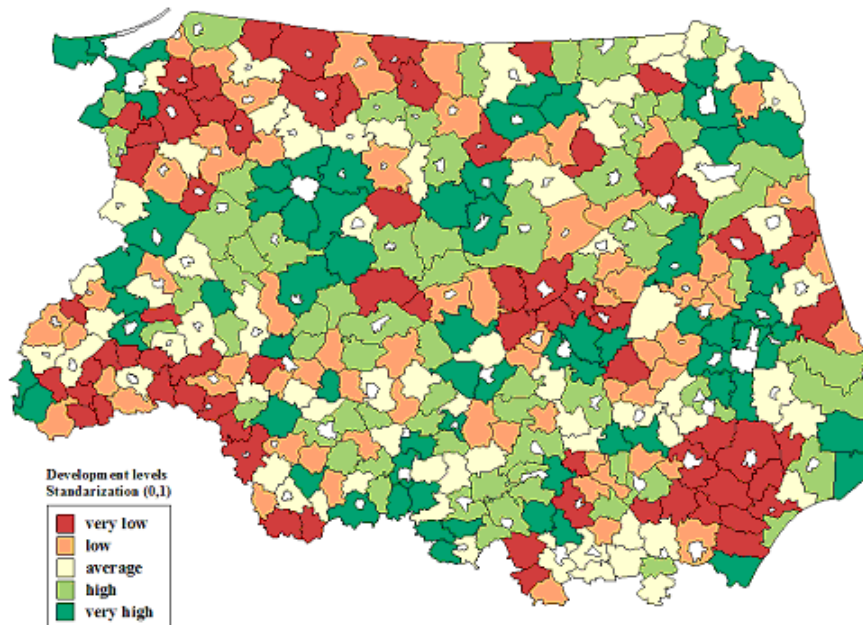 Development levels
Standarization (0,1)
very low
low
average
high
very high